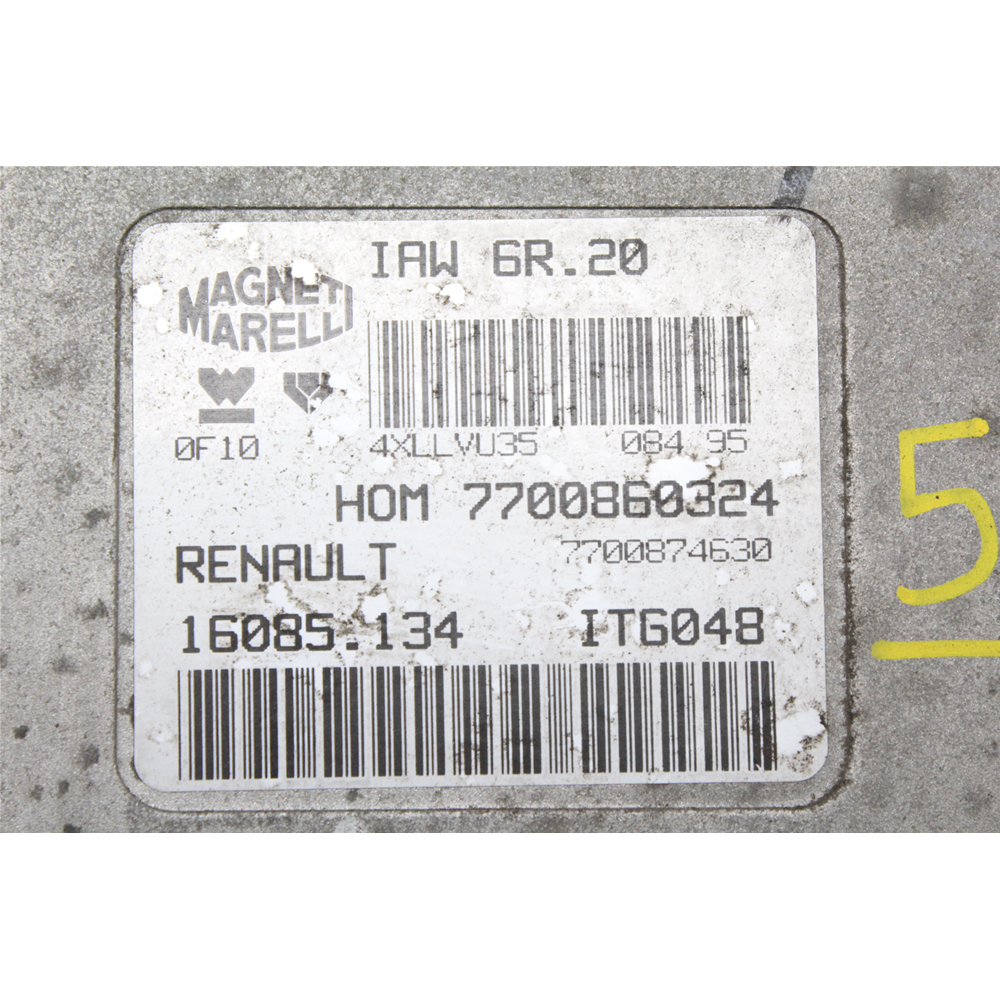 IAW 6R.20
MAGNETI
MARELLI
0F10
4XLLVU35 084 95
HOM 7700860324
RENAULT 7700874630
16085.134 ITG048
5